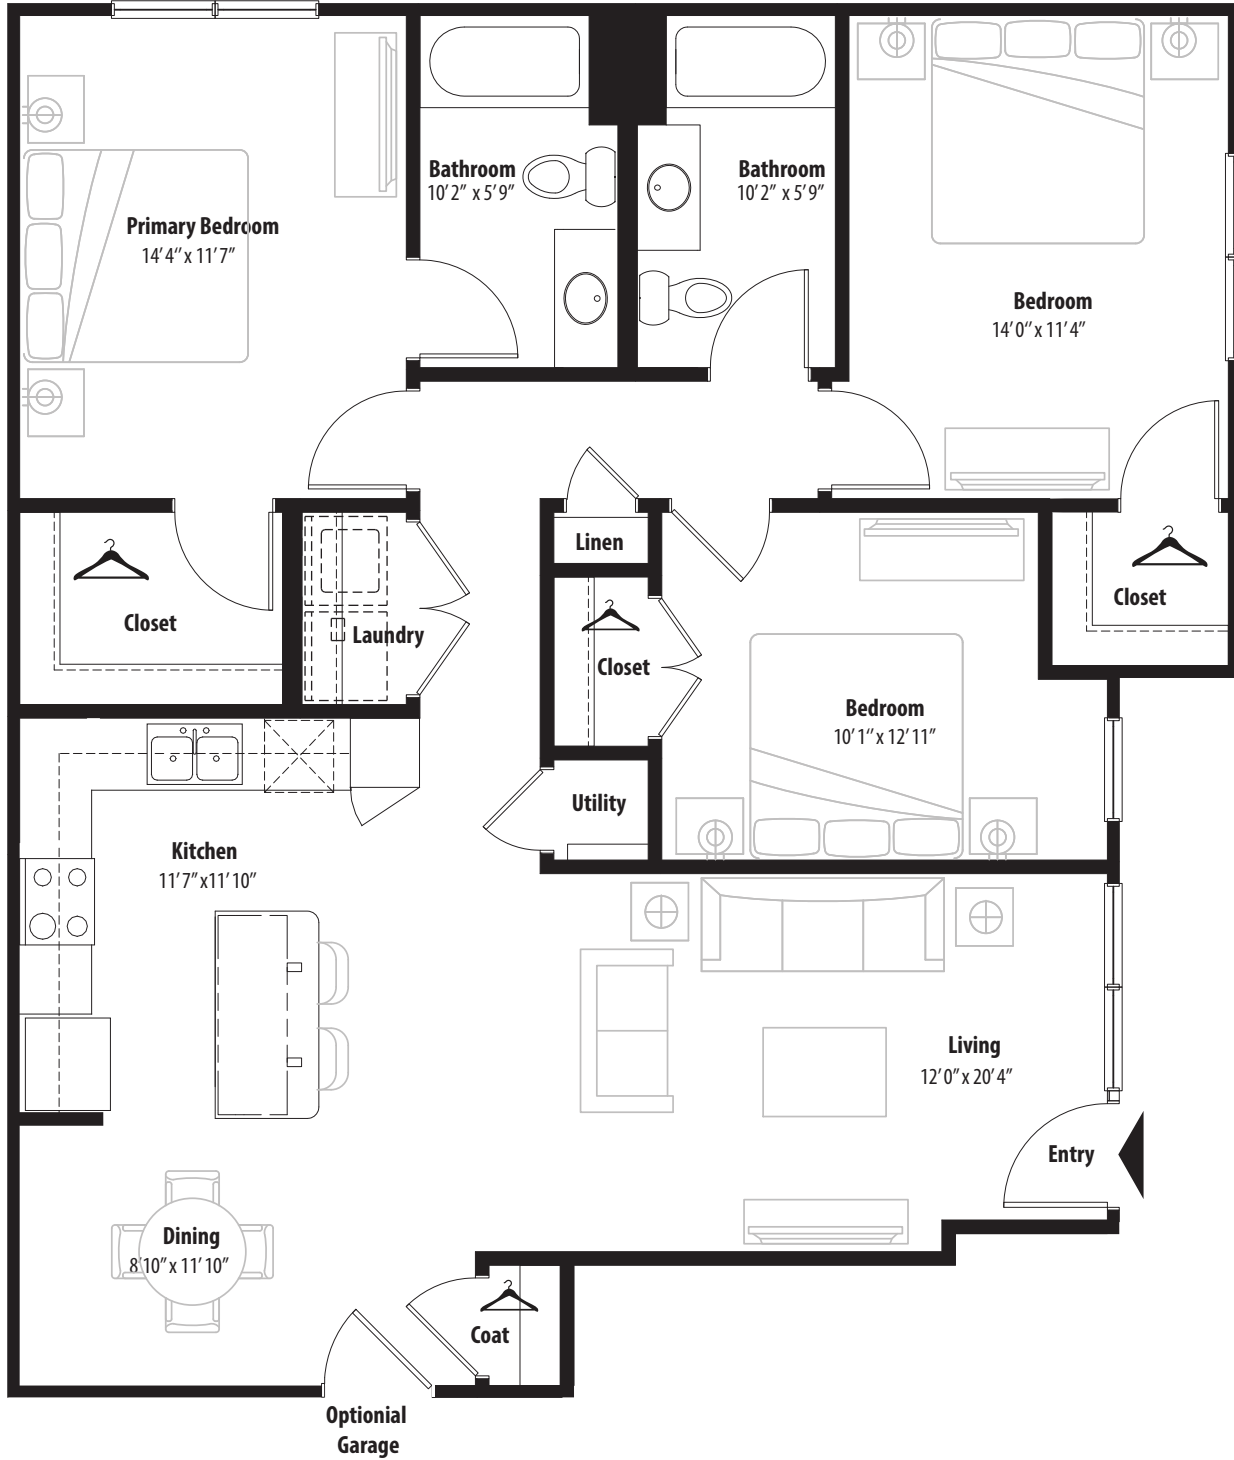 Bathroom
10'2" x 5'9"
Bathroom
10'2" x 5'9"
Primary Bedroom
14'4" x 11'7"
Bedroom
14'0" x 11'4"
Linen
Closet
Closet
Laundry
Closet
Bedroom
10'1" x 12'11"
Utility
Kitchen
11'7" x 11'10"
Living
12'0" x 20'4"
Entry
Dining
8'10" x 11'10"
Coat
Optionial
Garage